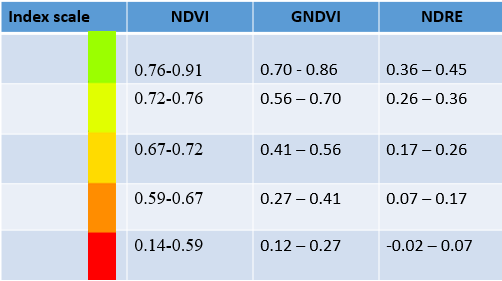 Index scale NDVI GNDVI NDRE
0.76-0.91 0.70 - 0.86 0.36 – 0.45
0.72-0.76 0.56 – 0.70 0.26 – 0.36
0.67-0.72 0.41 – 0.56 0.17 – 0.26
0.59-0.67 0.27 – 0.41 0.07 – 0.17
0.14-0.59 0.12 – 0.27 -0.02 – 0.07